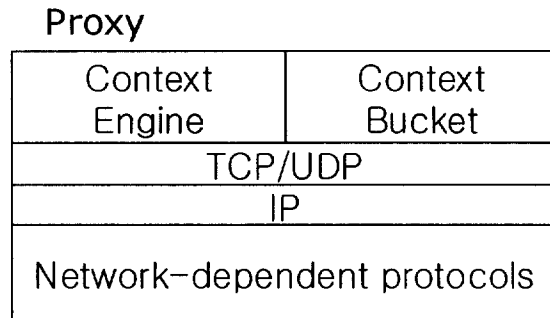 Proxy
Context
Engine
Context
Bucket
TCP/UDP
IP
Network-dependent protocols